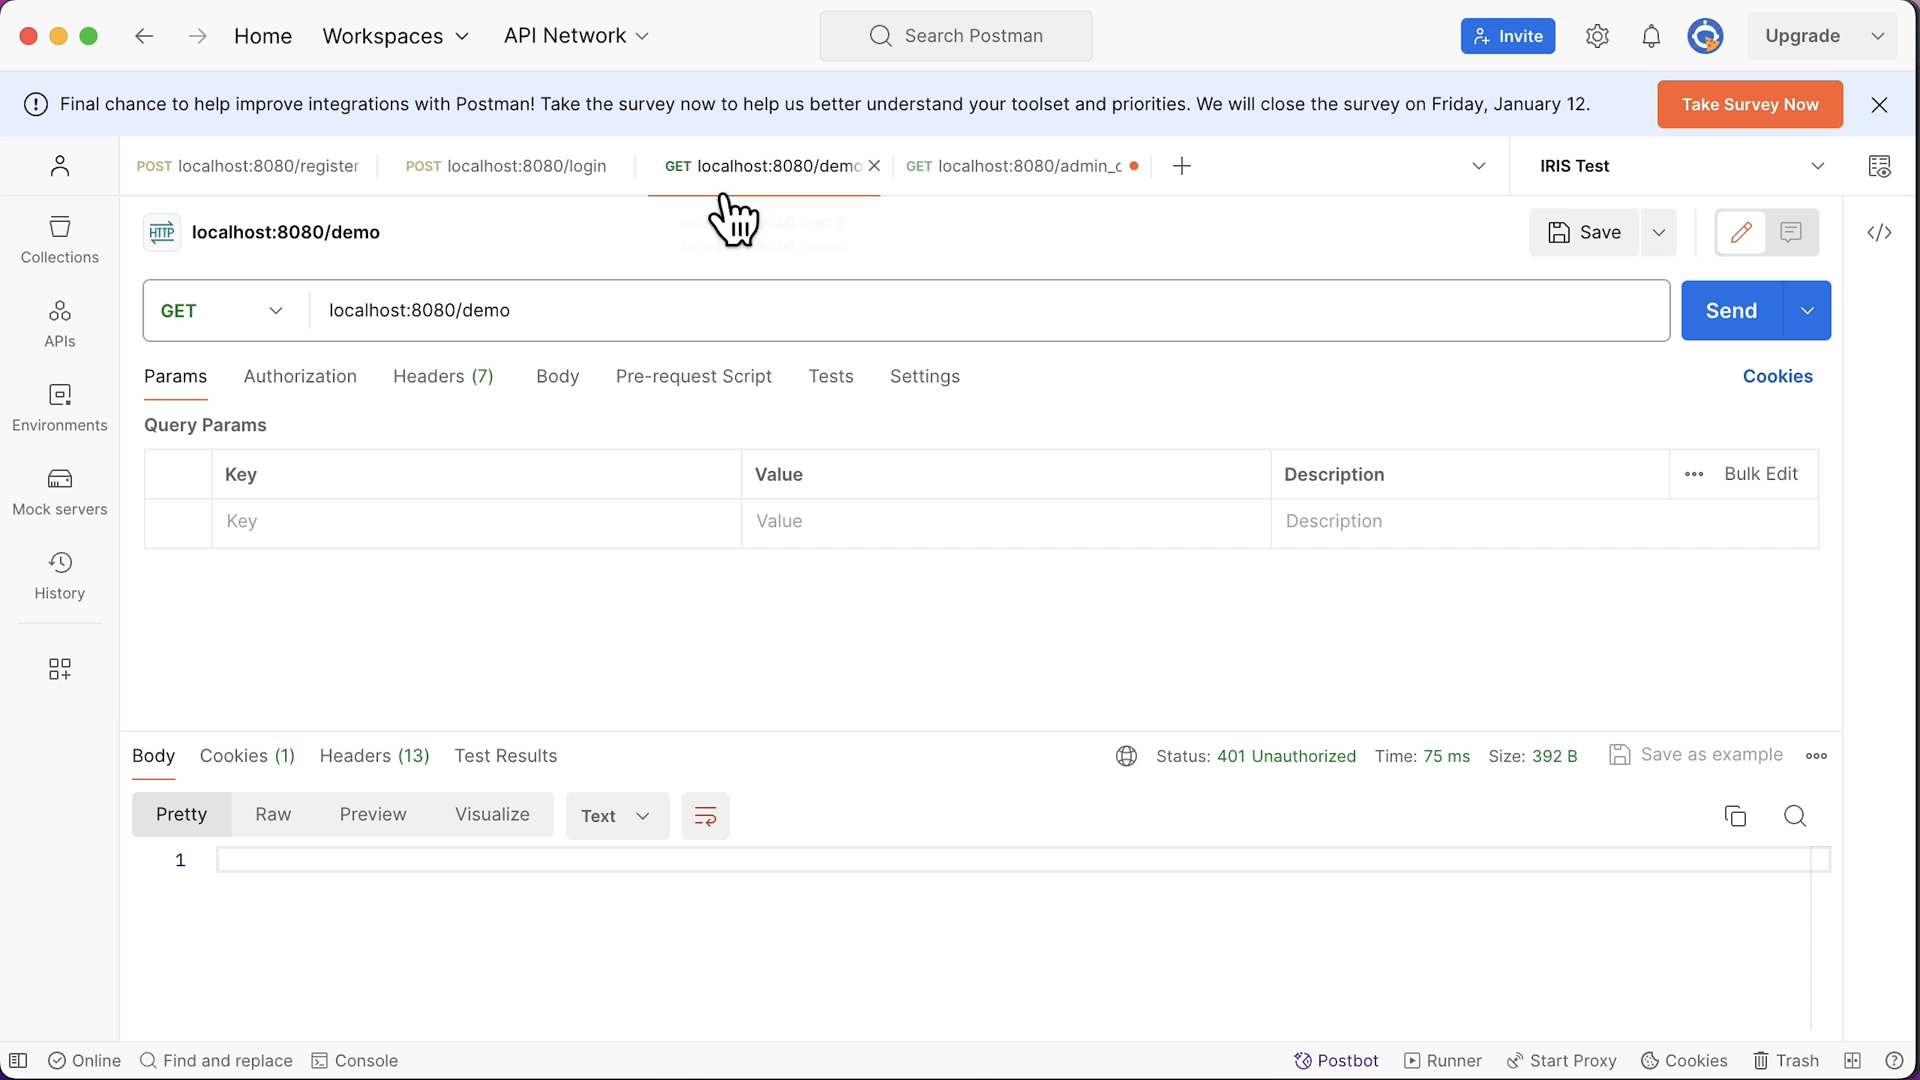 Home Workspaces API Network Search Postman Invite Upgrade
Final chance to help improve integrations with Postman! Take the survey now to help us better understand your toolset and priorities. We will close the survey on Friday, January 12. Take Survey Now
POST localhost:8080/register POST localhost:8080/login GET localhost:8080/demo GET localhost:8080/admin_c IRIS Test
HTTP localhost:8080/demo Save
Collections
GET localhost:8080/demo Send
APIs
Params Authorization Headers (7) Body Pre-request Script Tests Settings Cookies
Environments
Query Params
Key Value Description Bulk Edit
Mock servers
Key Value Description
History
Body Cookies (1) Headers (13) Test Results Status: 401 Unauthorized Time: 75 ms Size: 392 B Save as example
Pretty Raw Preview Visualize Text
1
Online Find and replace Console Postbot Runner Start Proxy Cookies Trash